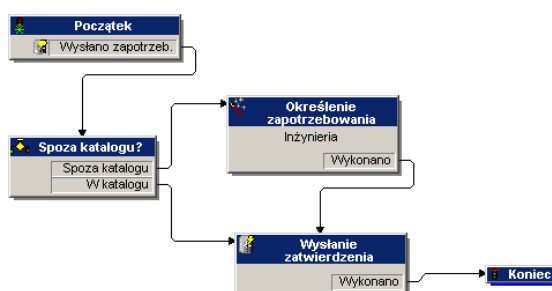 Początek
Wysłano zapotrzeb.
Spoza katalogu?
Spoza katalogu
W katalogu
Określenie
zapotrzebowania
Inżynieria
Wykonano
Wysłanie
zatwierdzenia
Wykonano
Koniec